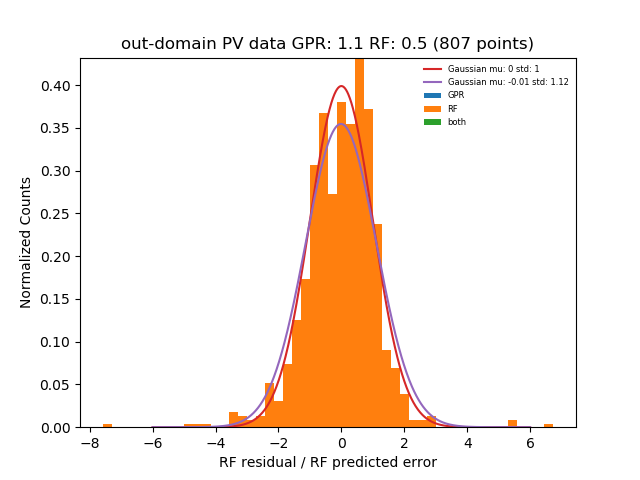 out-domain PV data GPR: 1.1 RF: 0.5 (807 points)
Gaussian mu: 0 std: 1
Gaussian mu: -0.01 std: 1.12
GPR
RF
both
Normalized Counts
0.40
0.35
0.30
0.25
0.20
0.15
0.10
0.05
0.00
−8
−6
−4
−2
0
2
4
6
RF residual / RF predicted error